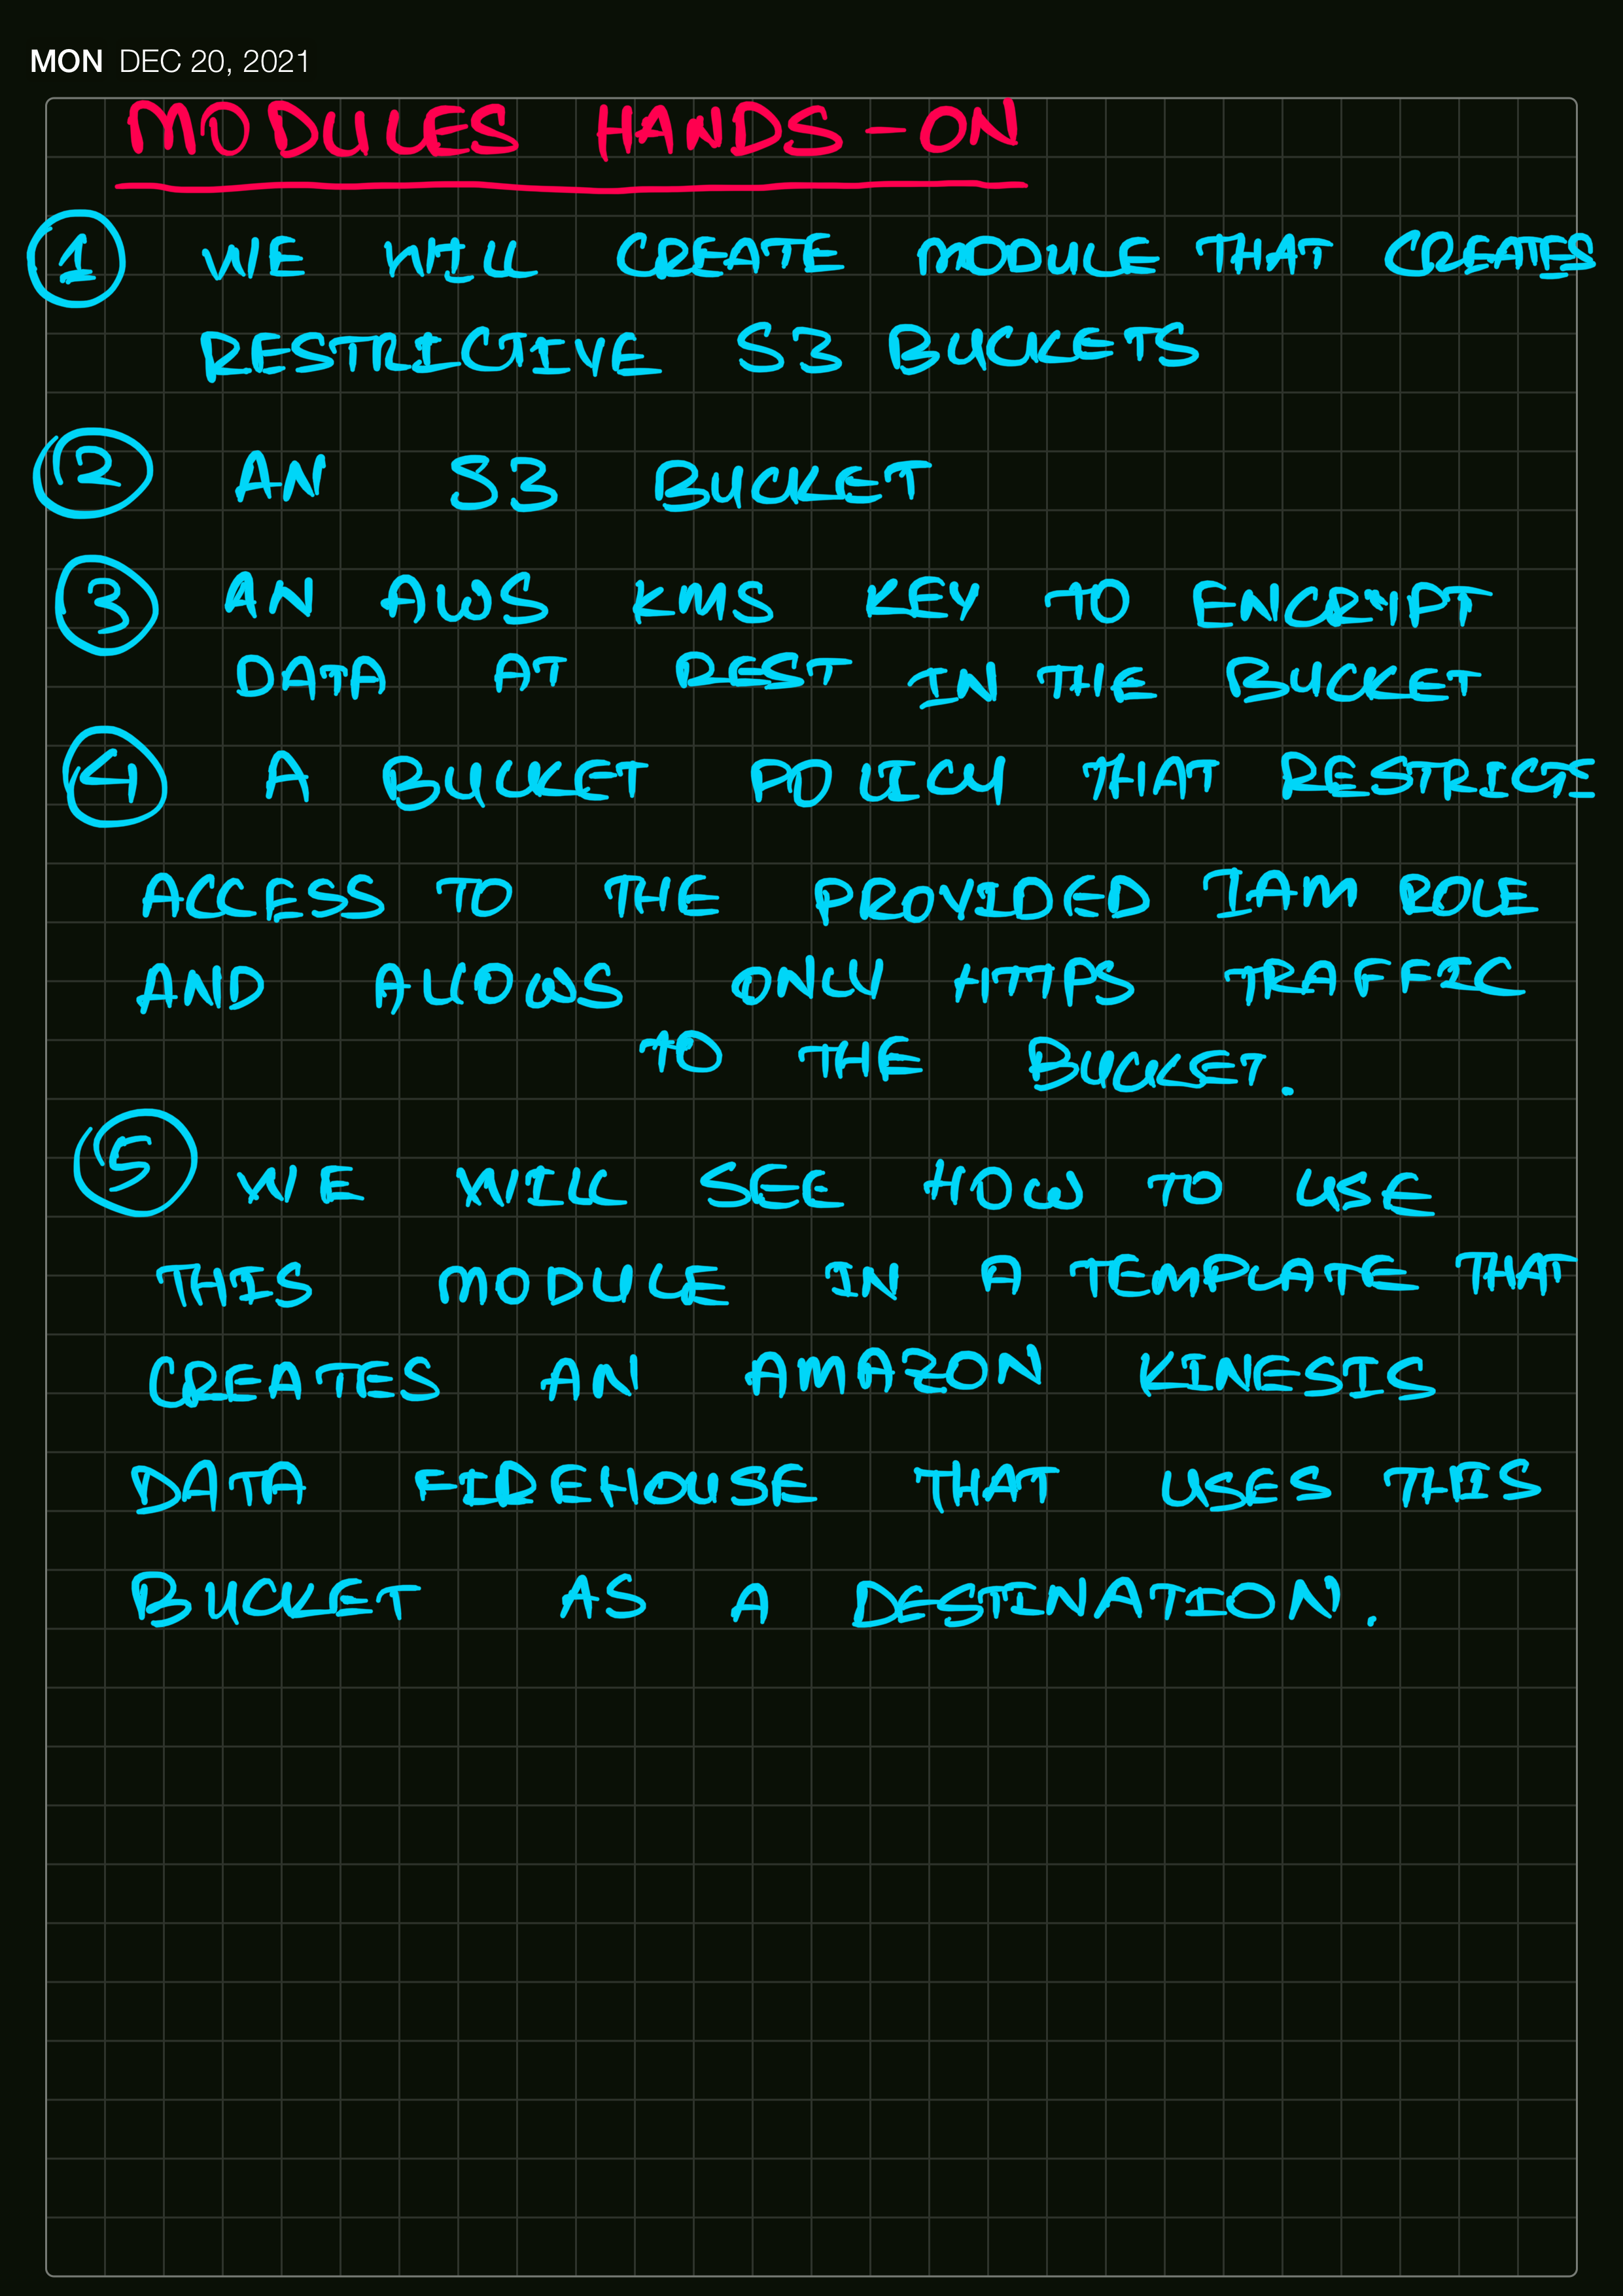 MON DEC 20, 2021
MODULES HANDS-ON
1 WE WILL CREATE MODULE THAT CREATES
RESTRICTIVE S3 BUCKETS
2 AN S3 BUCKET
3 AN AWS KMS KEY TO ENCRYPT
DATA AT REST IN THE BUCKET
4 A BUCKET POLICY THAT RESTRICTS
ACCESS TO THE PROVIDED IAM ROLE
AND ALLOWS ONLY HTTPS TRAFFIC
TO THE BUCKET.
5 WE WILL SEE HOW TO USE
THIS MODULE IN A TEMPLATE THAT
CREATES AN AMAZON KINESIS
DATA FIREHOUSE THAT USES THIS
BUCKET AS A DESTINATION.